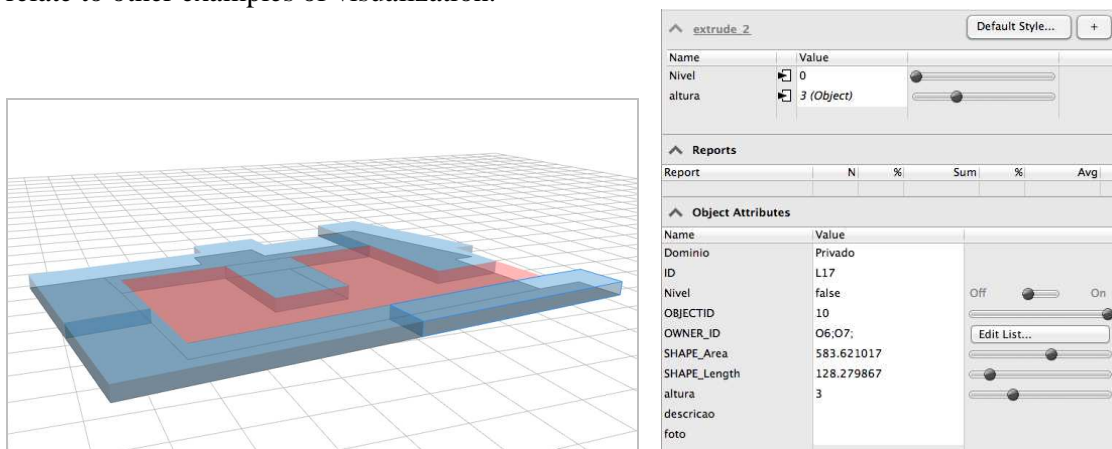 relate to other examples of visualization.
extrude_2 Default Style... +
Name Value
Nivel 0
altura 3 (Object)
Reports
Report N % Sum % Avg
Object Attributes
Name Value
Dominio Privado
ID L17
Nivel false Off On
OBJECTID 10
OWNER_ID O6;O7; Edit List...
SHAPE_Area 583.621017
SHAPE_Length 128.279867
altura 3
descricao
foto